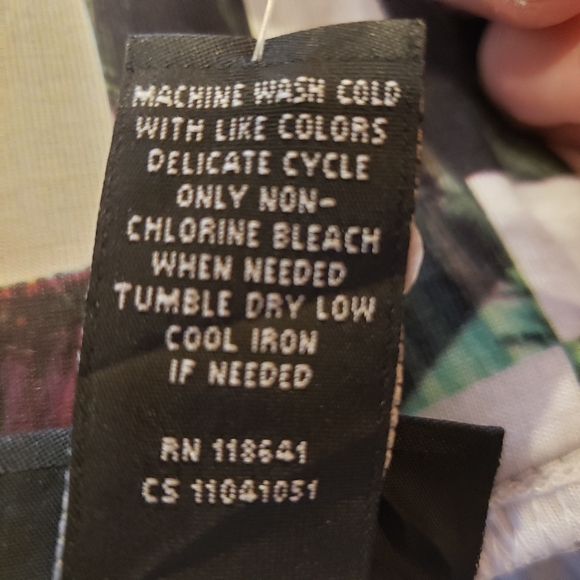 MACHINE WASH COLD
WITH LIKE COLORS
DELICATE CYCLE
ONLY NON-
CHLORINE BLEACH
WHEN NEEDED
TUMBLE DRY LOW
COOL IRON
IF NEEDED
RN 118641
CS 11041051